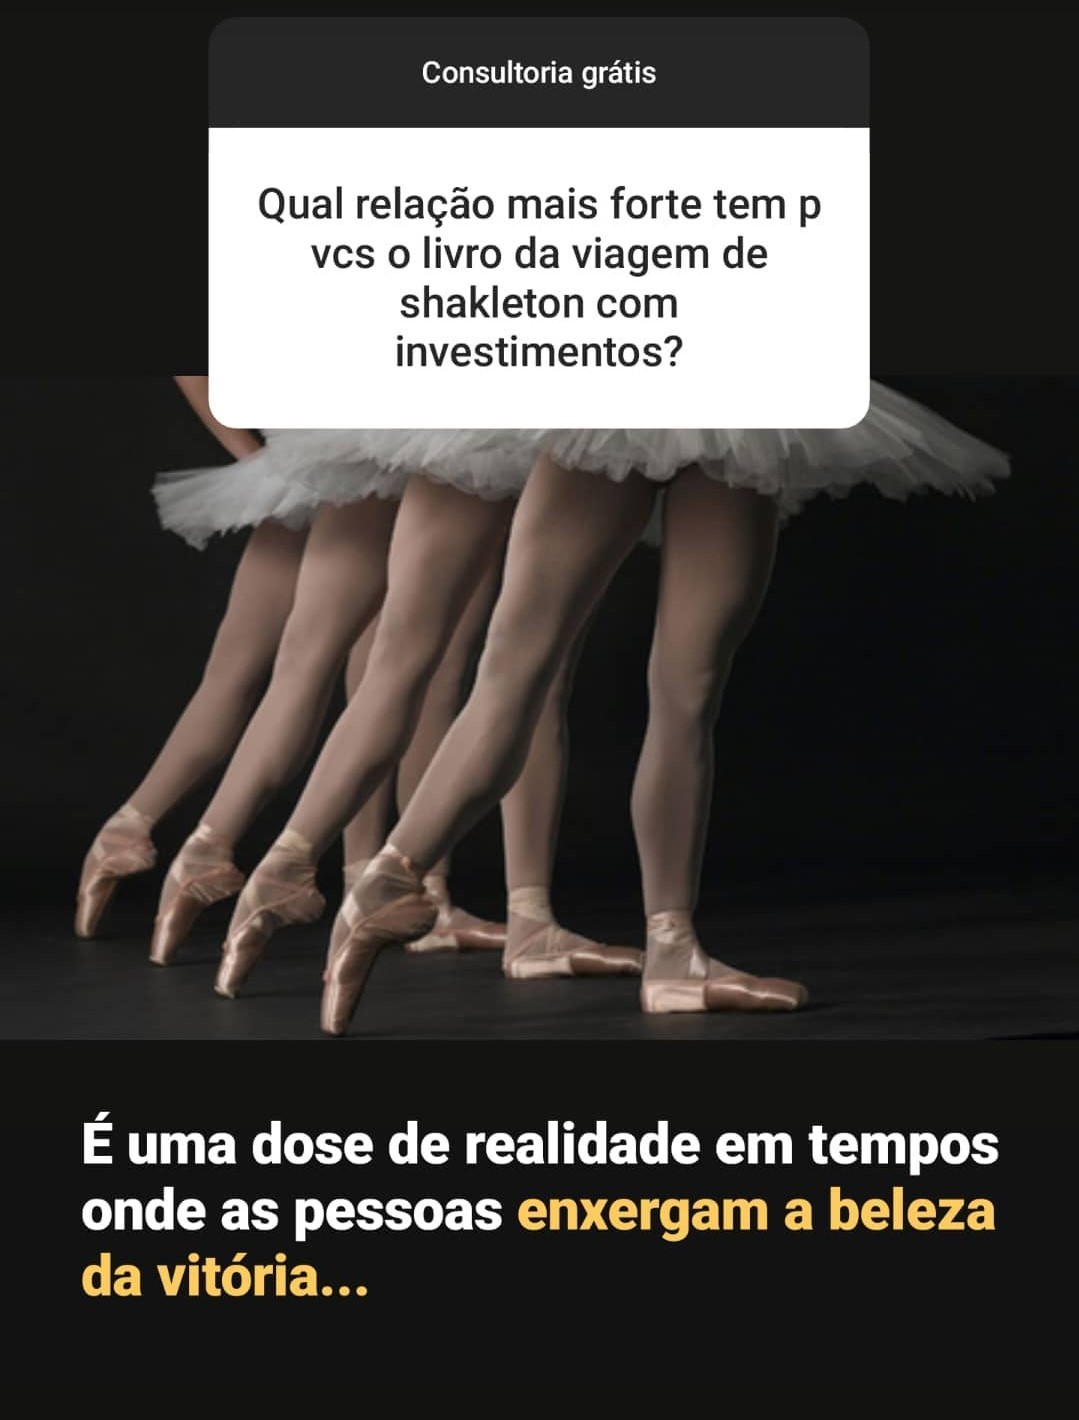 Consultoria grátis
Qual relação mais forte tem p
vcs o livro da viagem de
shakleton com
investimentos?
É uma dose de realidade em tempos
onde as pessoas enxergam a beleza
da vitória...